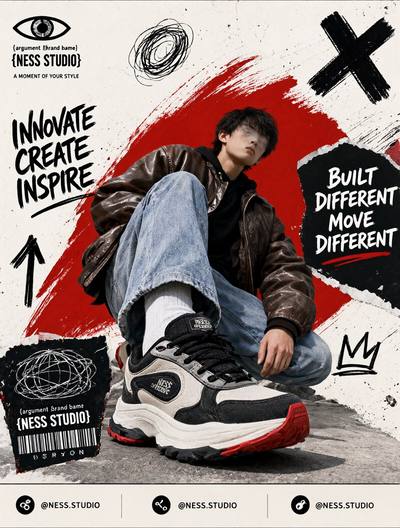 {argument Brand bame}
{NESS STUDIO}
A MOMENT OF YOUR STYLE
INNOVATE
CREATE
INSPIRE
BUILT
DIFFERENT
MOVE
DIFFERENT
NESS
{argument Brand bame}
{NESS STUDIO}
@NESS.STUDIO
@NESS.STUDIO
@NESS.STUDIO